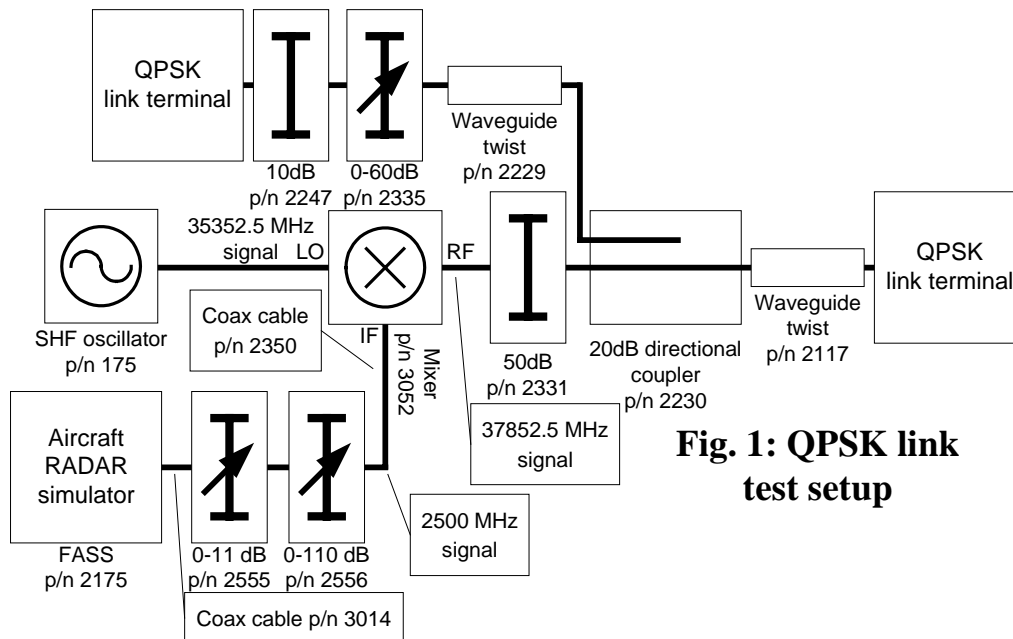 QPSK
link terminal
10dB
p/n 2247
0-60dB
p/n 2335
Waveguide
twist
p/n 2229
35352.5 MHz
signal
LO
RF
IF
Mixer
p/n 3052
SHF oscillator
p/n 175
Coax cable
p/n 2350
50dB
p/n 2331
20dB directional
coupler
p/n 2230
Waveguide
twist
p/n 2117
QPSK
link terminal
37852.5 MHz
signal
Aircraft
RADAR
simulator
FASS
p/n 2175
0-11 dB
p/n 2555
0-110 dB
p/n 2556
2500 MHz
signal
Coax cable p/n 3014
Fig. 1: QPSK link
test setup